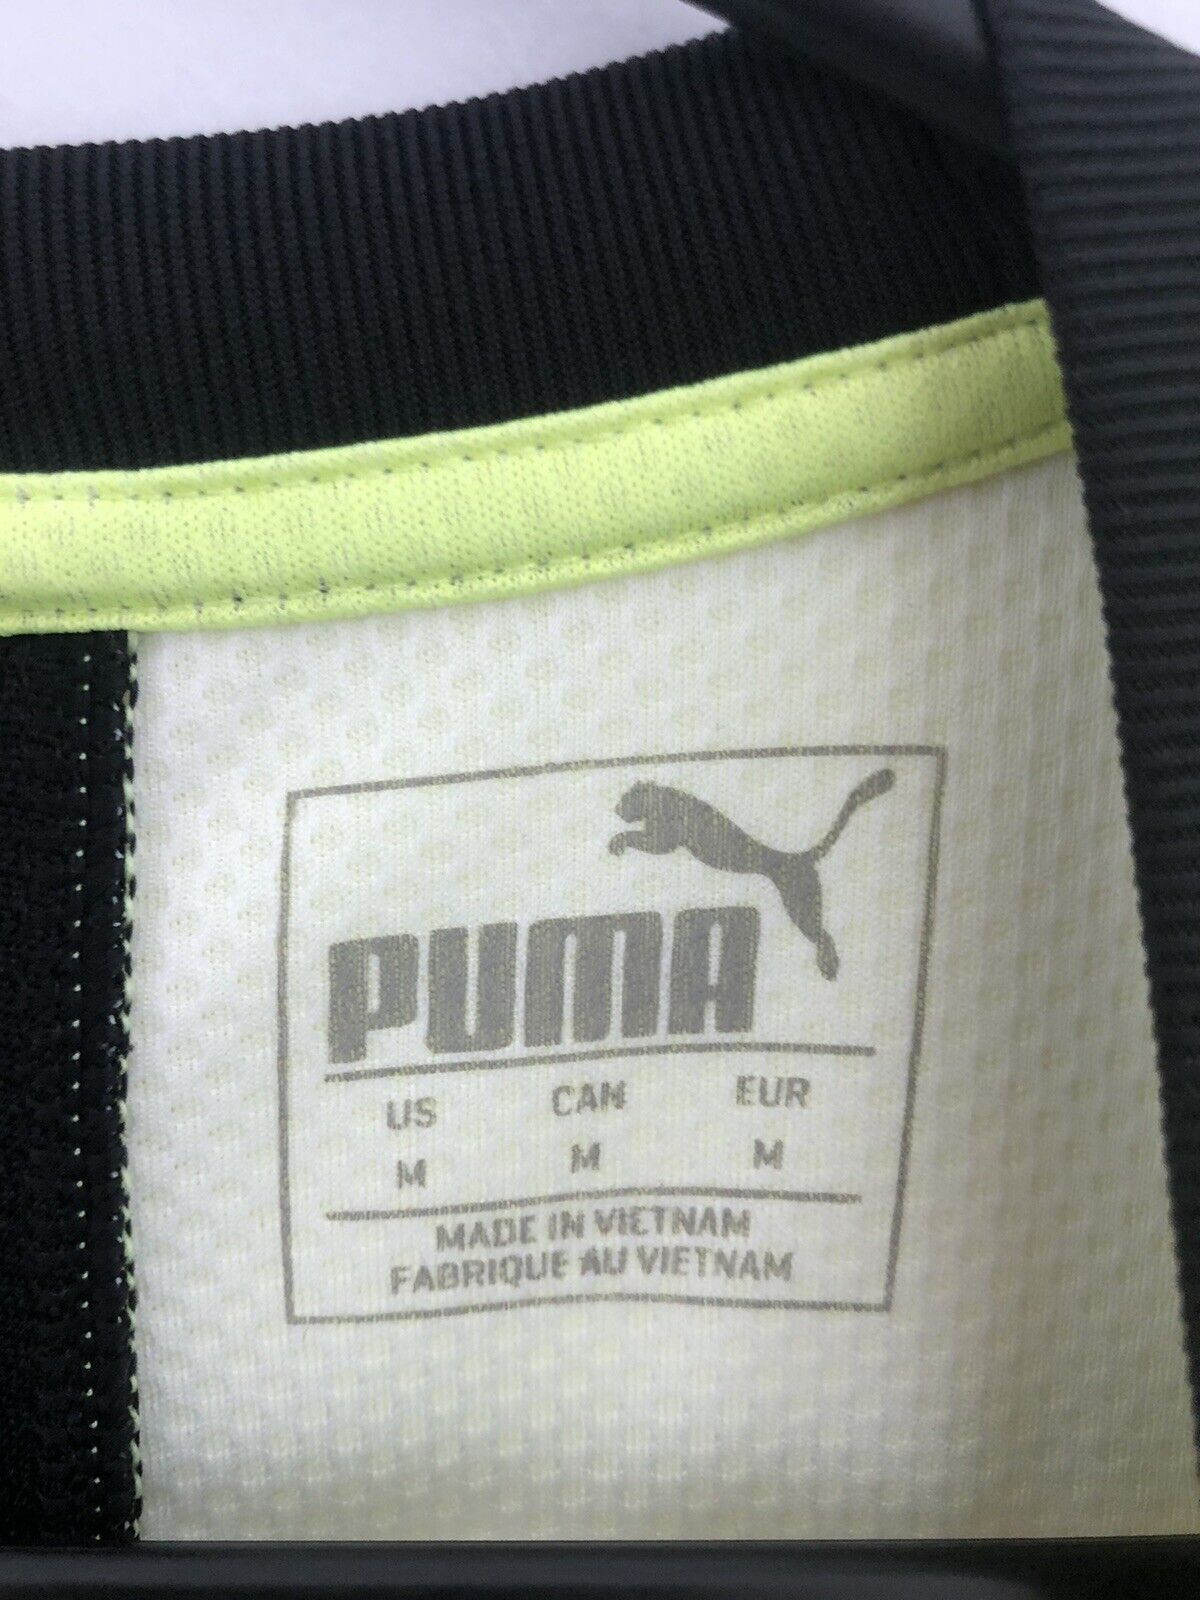 PUMA
US CAN EUR
M M M
MADE IN VIETNAM
FABRIQUE AU VIETNAM